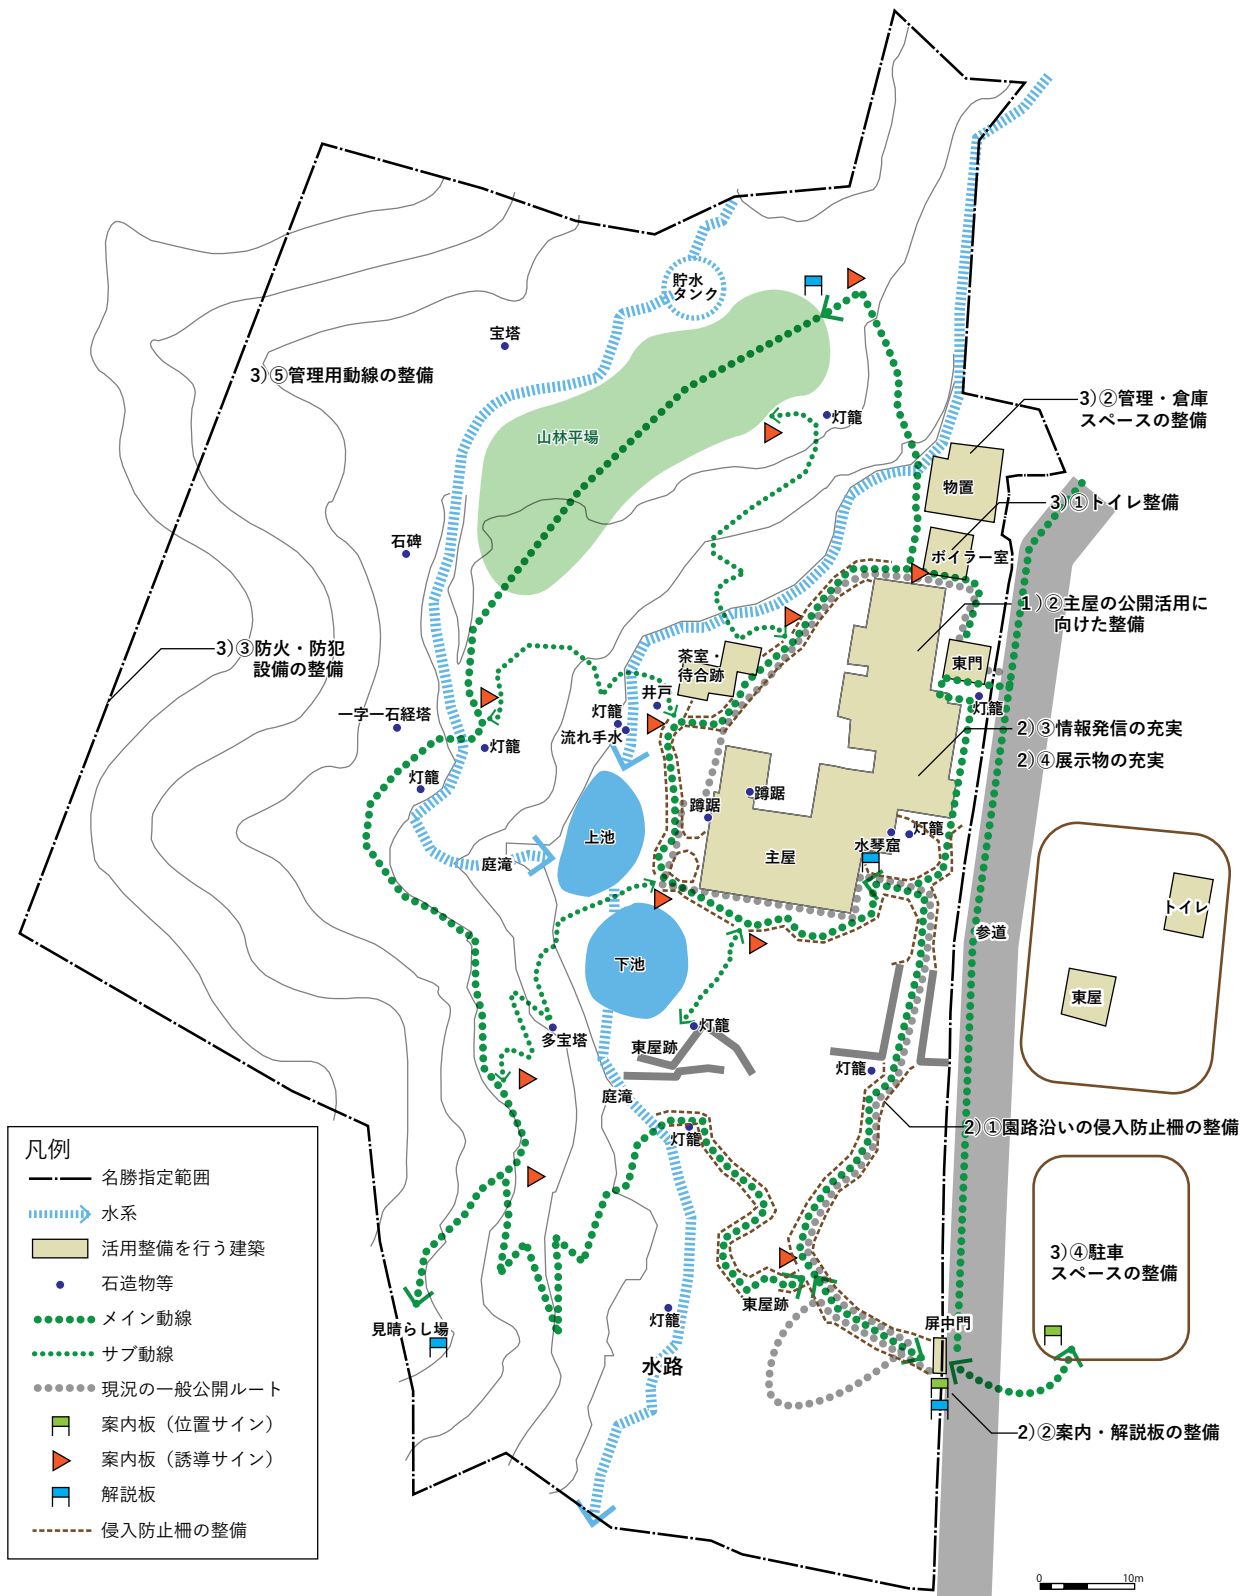 貯水
タンク
宝塔
3)⑤管理用動線の整備
3)②管理・倉庫
スペースの整備
灯籠
山林平場
物置
3)①トイレ整備
石碑
ボイラー室
1)②主屋の公開活用に
向けた整備
3)③防火・防犯
設備の整備
茶室・
待合跡
東門
井戸
灯籠
一字一石経塔
灯籠
流れ手水
灯籠
2)③情報発信の充実
2)④展示物の充実
灯籠
蹲踞
蹲踞
灯籠
上池
水琴窟
主屋
庭滝
トイレ
参道
下池
東屋
灯籠
多宝塔
東屋跡
灯籠
庭滝
2)①園路沿いの侵入防止柵の整備
灯籠
3)④駐車
スペースの整備
東屋跡
灯籠
屏中門
見晴らし場
水路
2)②案内・解説板の整備
凡例
名勝指定範囲
水系
活用整備を行う建築
石造物等
メイン動線
サブ動線
現況の一般公開ルート
案内板（位置サイン）
案内板（誘導サイン）
解説板
侵入防止柵の整備
0 10m